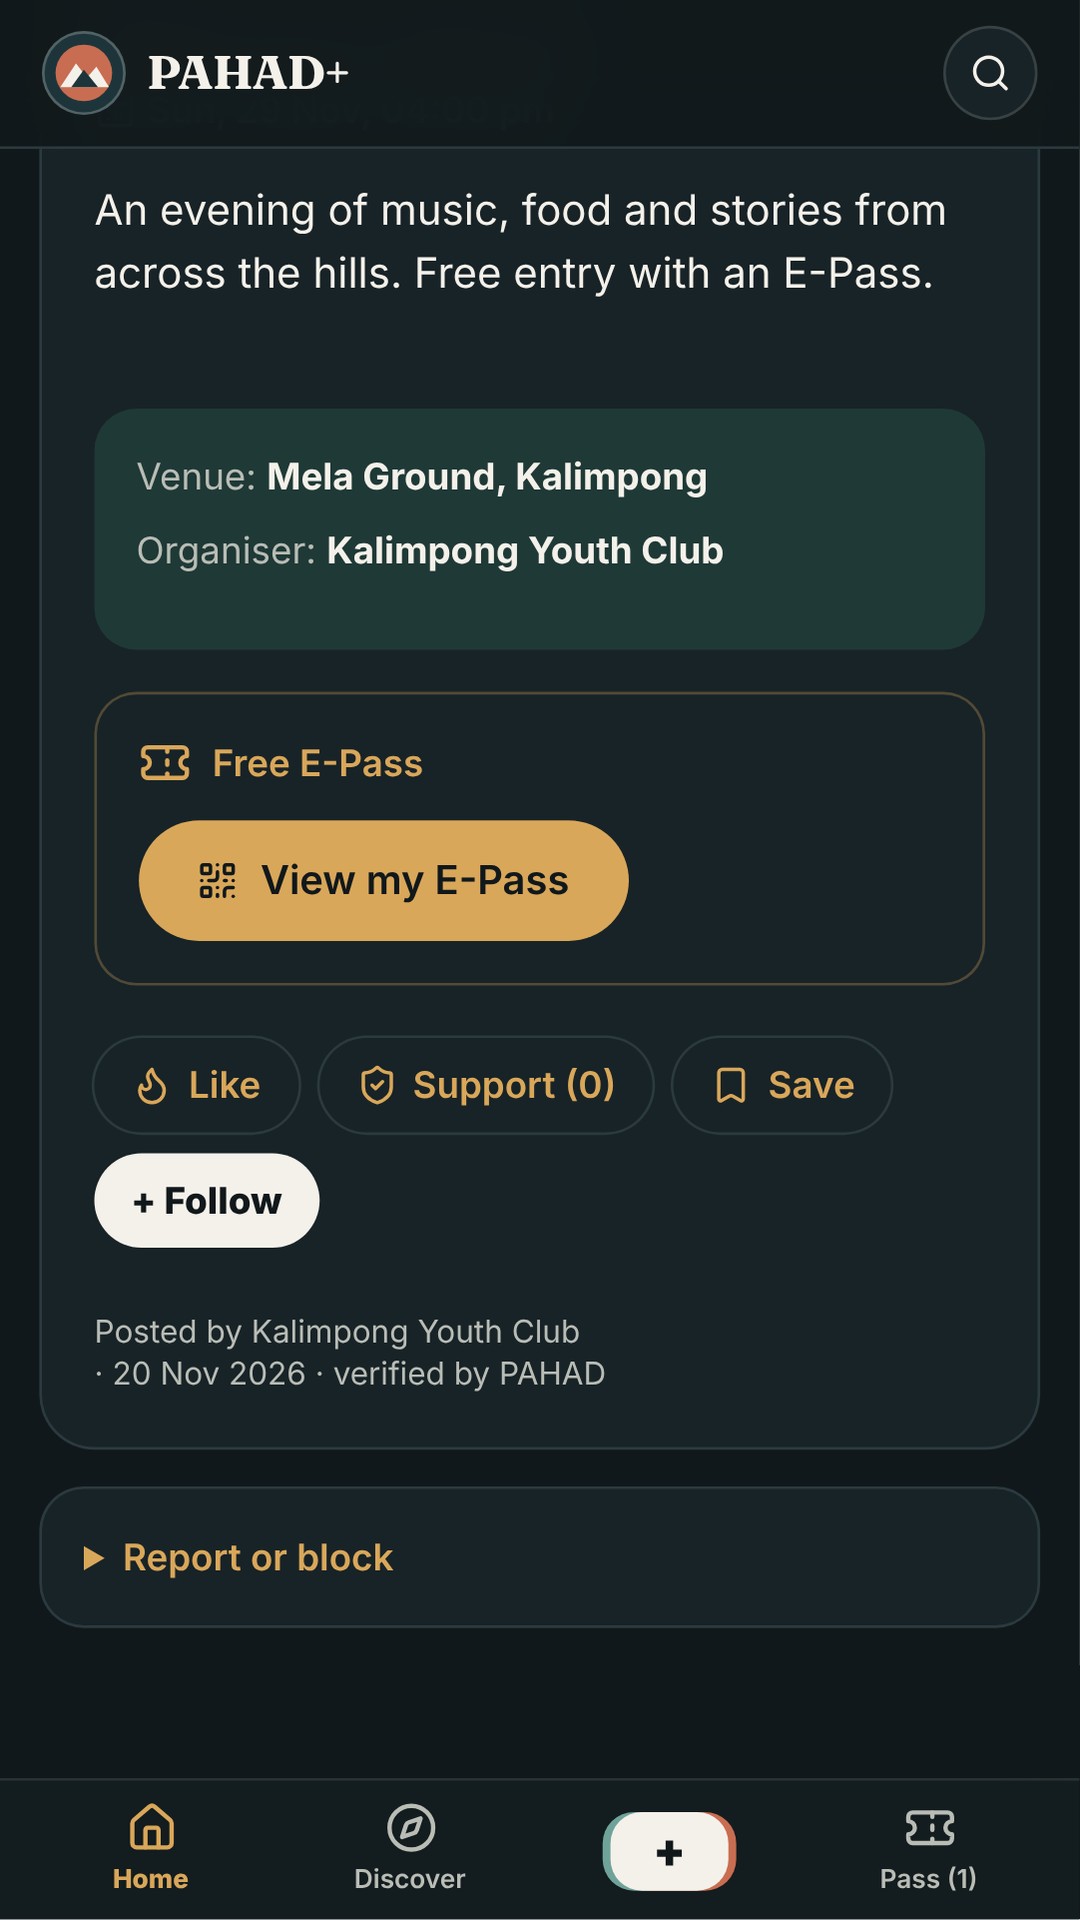 PAHAD+
An evening of music, food and stories from
across the hills. Free entry with an E-Pass.
Venue: Mela Ground, Kalimpong
Organiser: Kalimpong Youth Club
Free E-Pass
View my E-Pass
Like
Support (0)
Save
+ Follow
Posted by Kalimpong Youth Club
· 20 Nov 2026 · verified by PAHAD
▶ Report or block
Home
Discover
+
Pass (1)